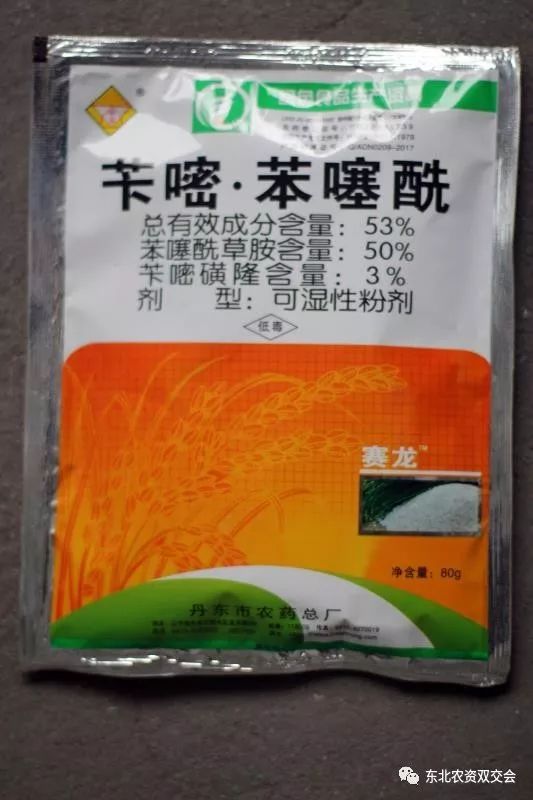 ®
苄嘧·苯噻酰
总有效成分含量：53%
苯噻酰草胺含量：50%
苄嘧磺隆含量：3%
剂 型：可湿性粉剂
低毒
赛龙™
净含量：80g
丹东市农药总厂
东北农资双交会